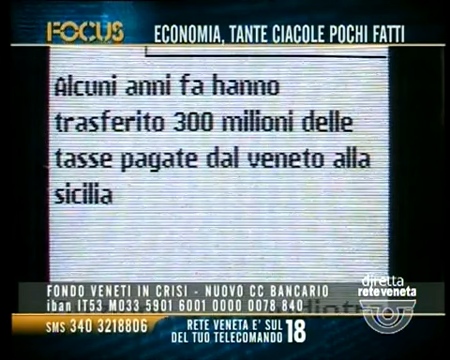 FOCUS ECONOMIA, TANTE CIACOLE POCHI FATTI
Alcuni anni fa hanno
trasferito 300 milioni delle
tasse pagate dal veneto alla
sicilia
diretta
reteveneta
FONDO VENETI IN CRISI - NUOVO CC BANCARIO
iban IT53 M033 5901 6001 0000 0078 840
SMS 340 3218806
RETE VENETA E' SUL
DEL TUO TELECOMANDO 18